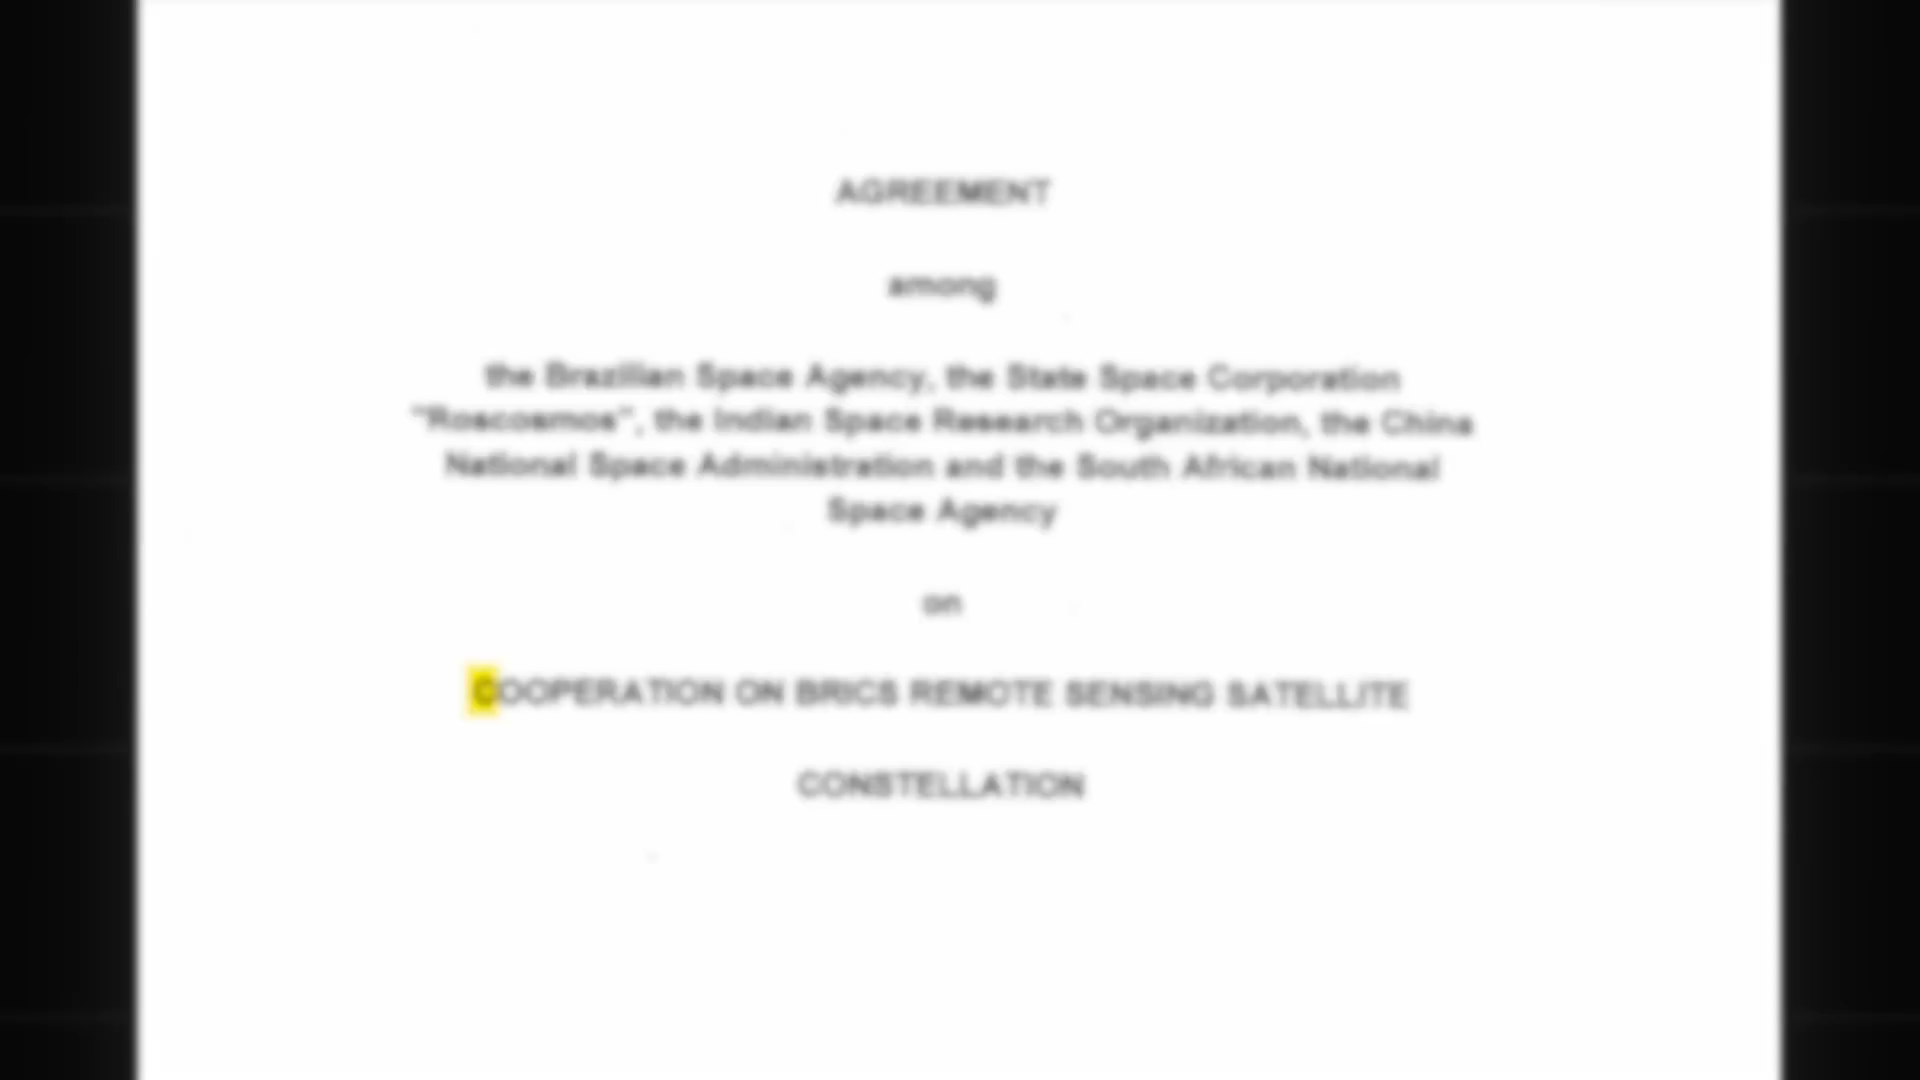 AGREEMENT
among
the Brazilian Space Agency, the State Space Corporation
"Roscosmos", the Indian Space Research Organization, the China
National Space Administration and the South African National
Space Agency
on
COOPERATION ON BRICS REMOTE SENSING SATELLITE
CONSTELLATION